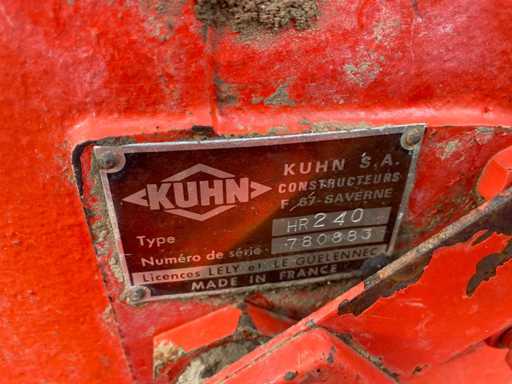 KUHN
KUHN S.A.
CONSTRUCTEURS
F 67-SAVERNE
Type HR 240
Numéro de série 780883
Licences LELY et LE GUELENNEC
MADE IN FRANCE